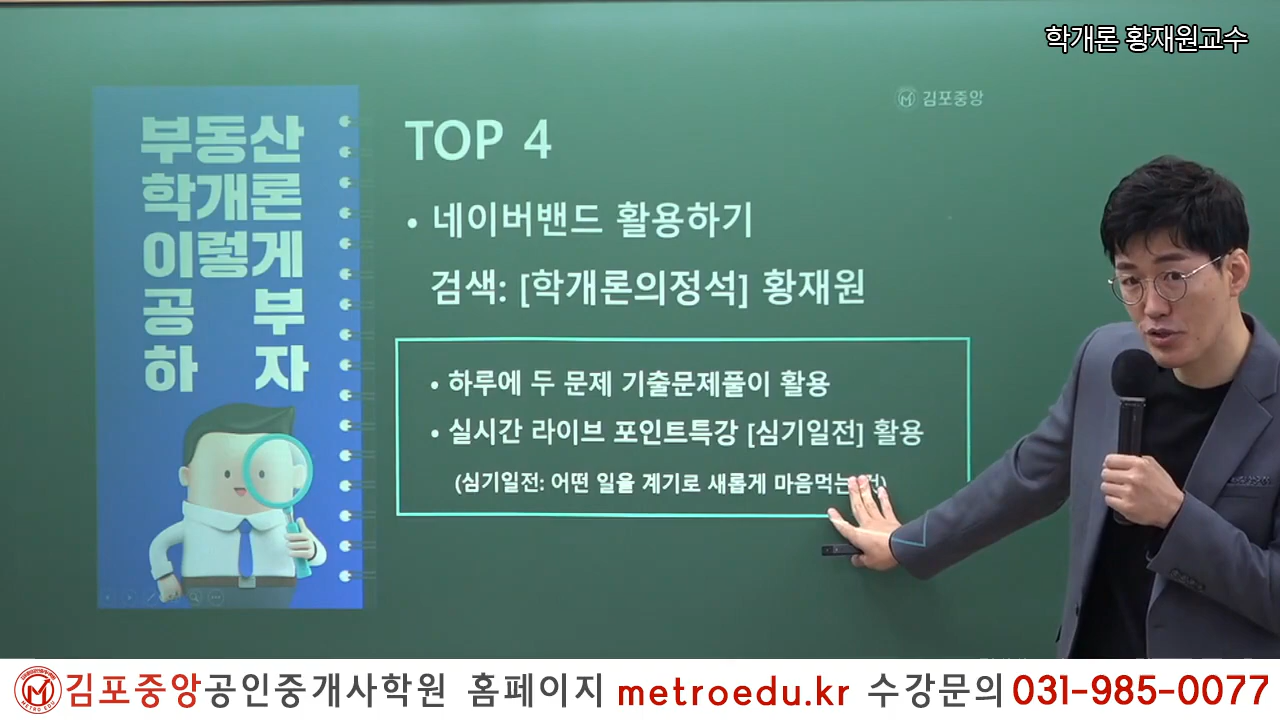 학개론 황재원교수
김포중앙
부동산
학개론
이렇게
공 부
하 자
TOP 4
• 네이버밴드 활용하기
검색: [학개론의정석] 황재원
• 하루에 두 문제 기출문제풀이 활용
• 실시간 라이브 포인트특강 [심기일전] 활용
(심기일전: 어떤 일을 계기로 새롭게 마음먹는 것)
METRO EDU
김포중앙공인중개사학원 홈페이지 metroedu.kr 수강문의 031-985-0077